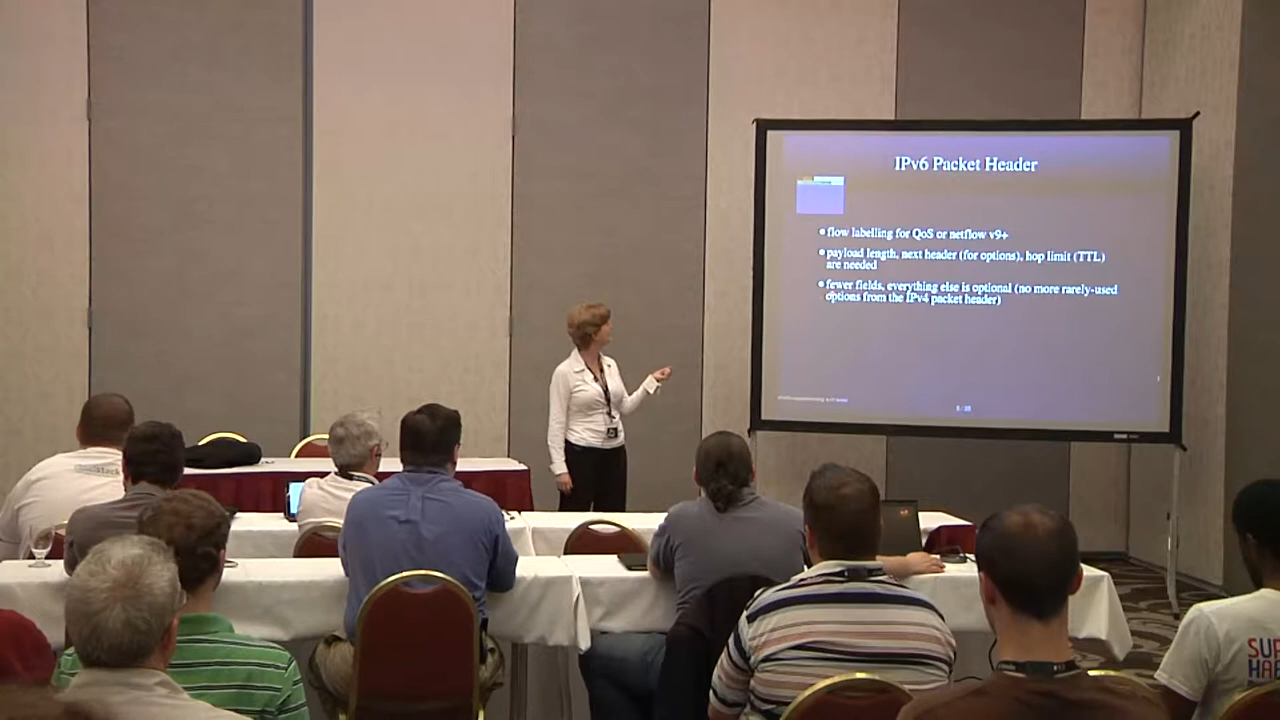 IPv6 Packet Header
flow labelling for QoS or netflow v9+
payload length, next header (for options), hop limit (TTL)
are needed
fewer fields, everything else is optional (no more rarely-used
options from the IPv4 packet header)